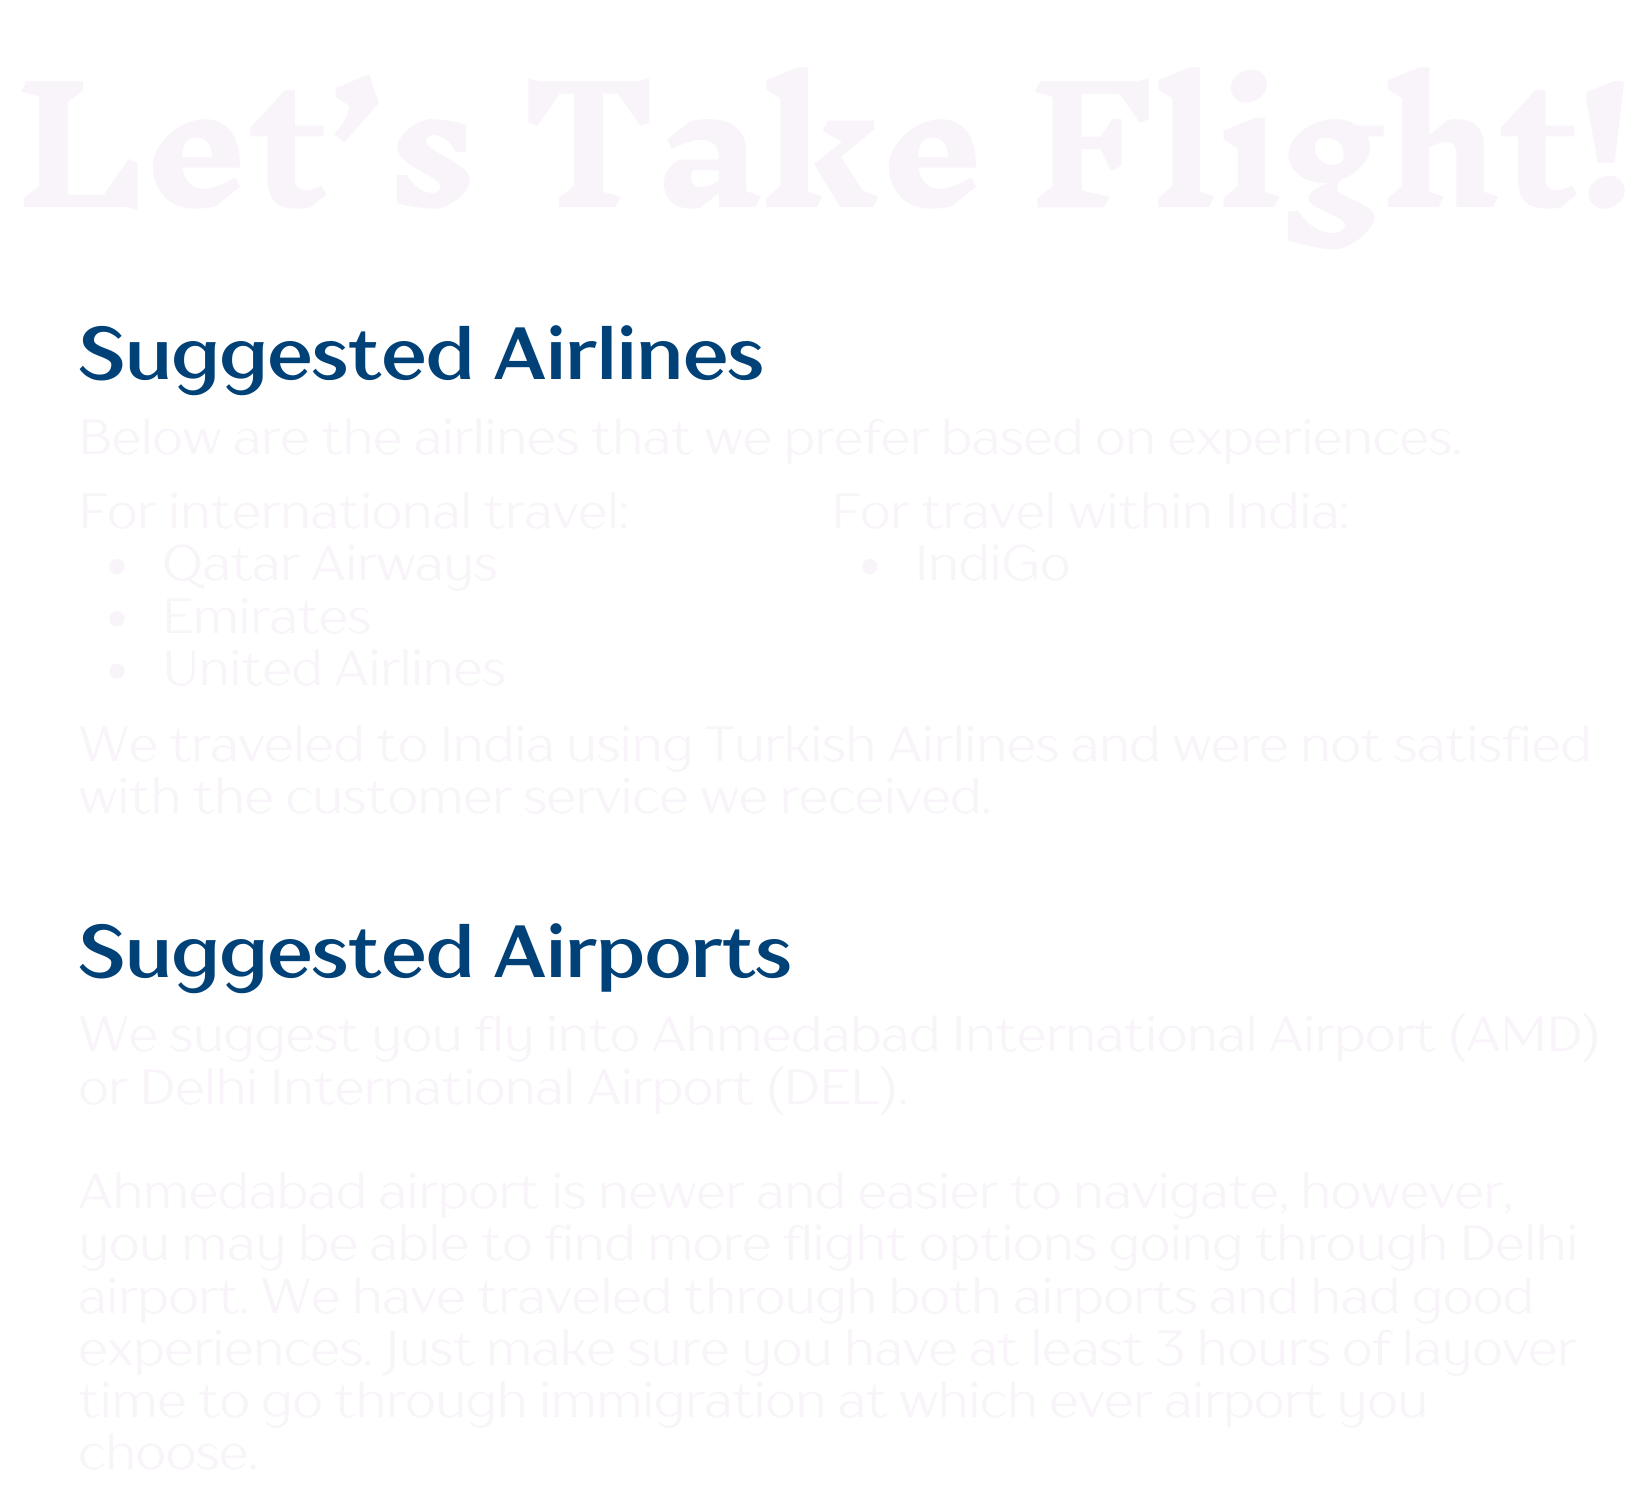 Let's Take Flight!
Suggested Airlines
Below are the airlines that we prefer based on experiences.
For international travel:
• Qatar Airways
• Emirates
• United Airlines
For travel within India:
• IndiGo
We traveled to India using Turkish Airlines and were not satisfied
with the customer service we received.
Suggested Airports
We suggest you fly into Ahmedabad International Airport (AMD)
or Delhi International Airport (DEL).
Ahmedabad airport is newer and easier to navigate, however,
you may be able to find more flight options going through Delhi
airport. We have traveled through both airports and had good
experiences. Just make sure you have at least 3 hours of layover
time to go through immigration at which ever airport you
choose.